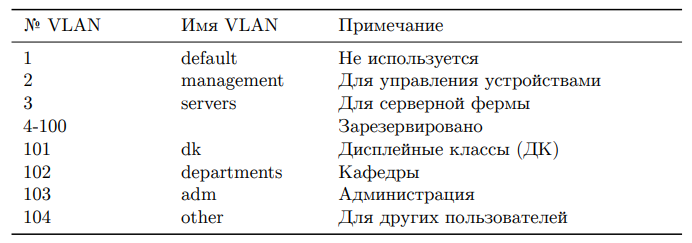 № VLAN Имя VLAN Примечание
1 default Не используется
2 management Для управления устройствами
3 servers Для серверной фермы
4-100 Зарезервировано
101 dk Дисплейные классы (ДК)
102 departments Кафедры
103 adm Администрация
104 other Для других пользователей